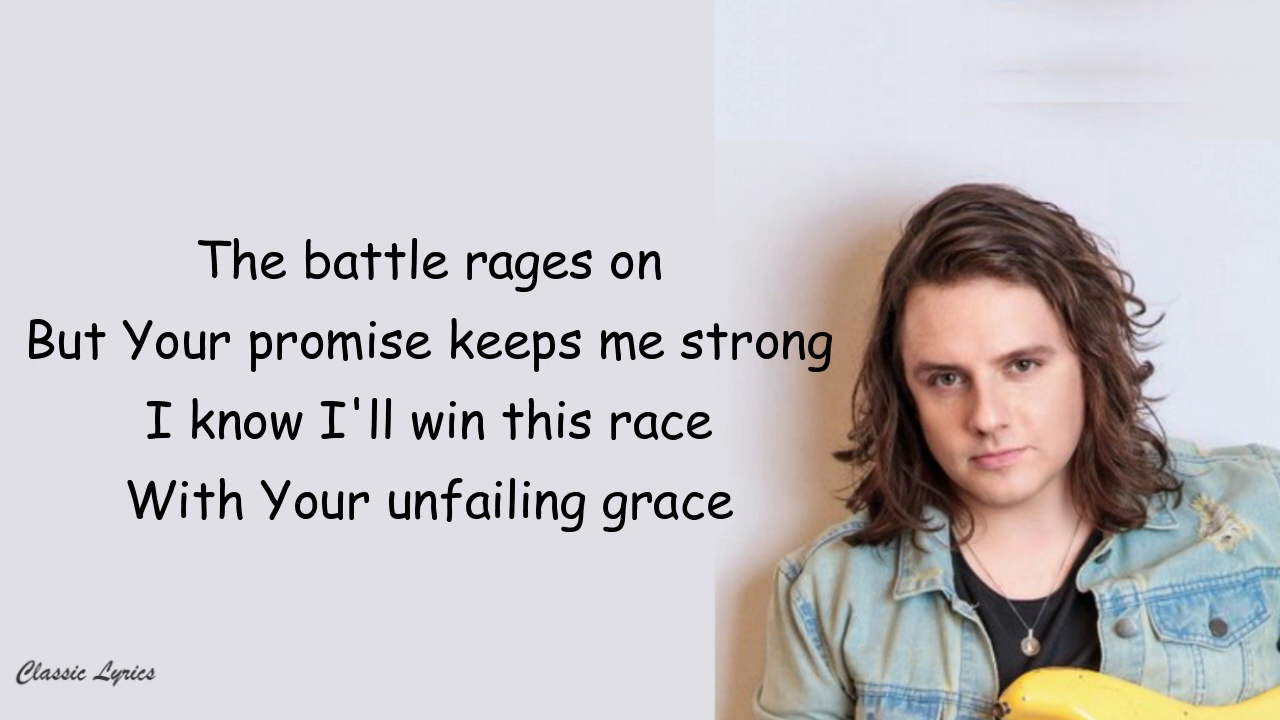 The battle rages on
But Your promise keeps me strong
I know I'll win this race
With Your unfailing grace
Classic Lyrics